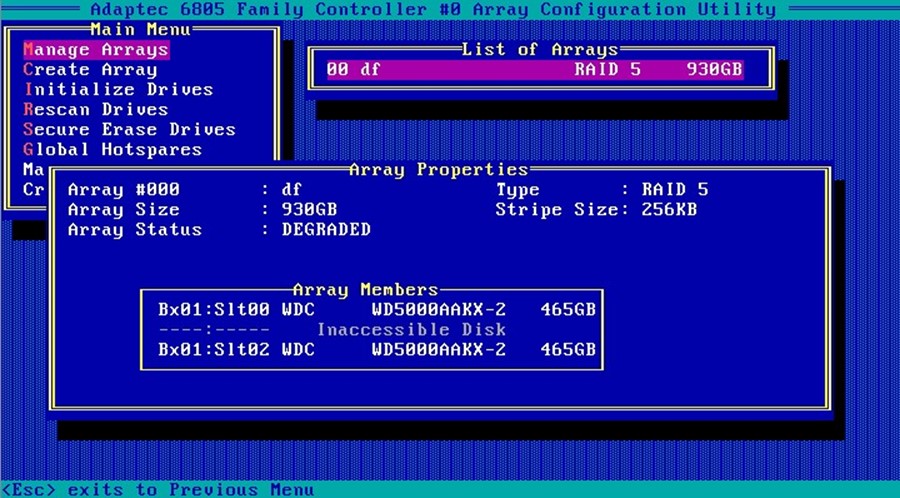 Adaptec 6805 Family Controller #0 Array Configuration Utility
Main Menu
Manage Arrays
Create Array
Initialize Drives
Rescan Drives
Secure Erase Drives
Global Hotspares
Ma
Cr
List of Arrays
00 df RAID 5 930GB
Array Properties
Array #000 : df Type : RAID 5
Array Size : 930GB Stripe Size: 256KB
Array Status : DEGRADED
Array Members
Bx01:Slt00 WDC WD5000AAKX-2 465GB
----:----- Inaccessible Disk
Bx01:Slt02 WDC WD5000AAKX-2 465GB
<Esc> exits to Previous Menu